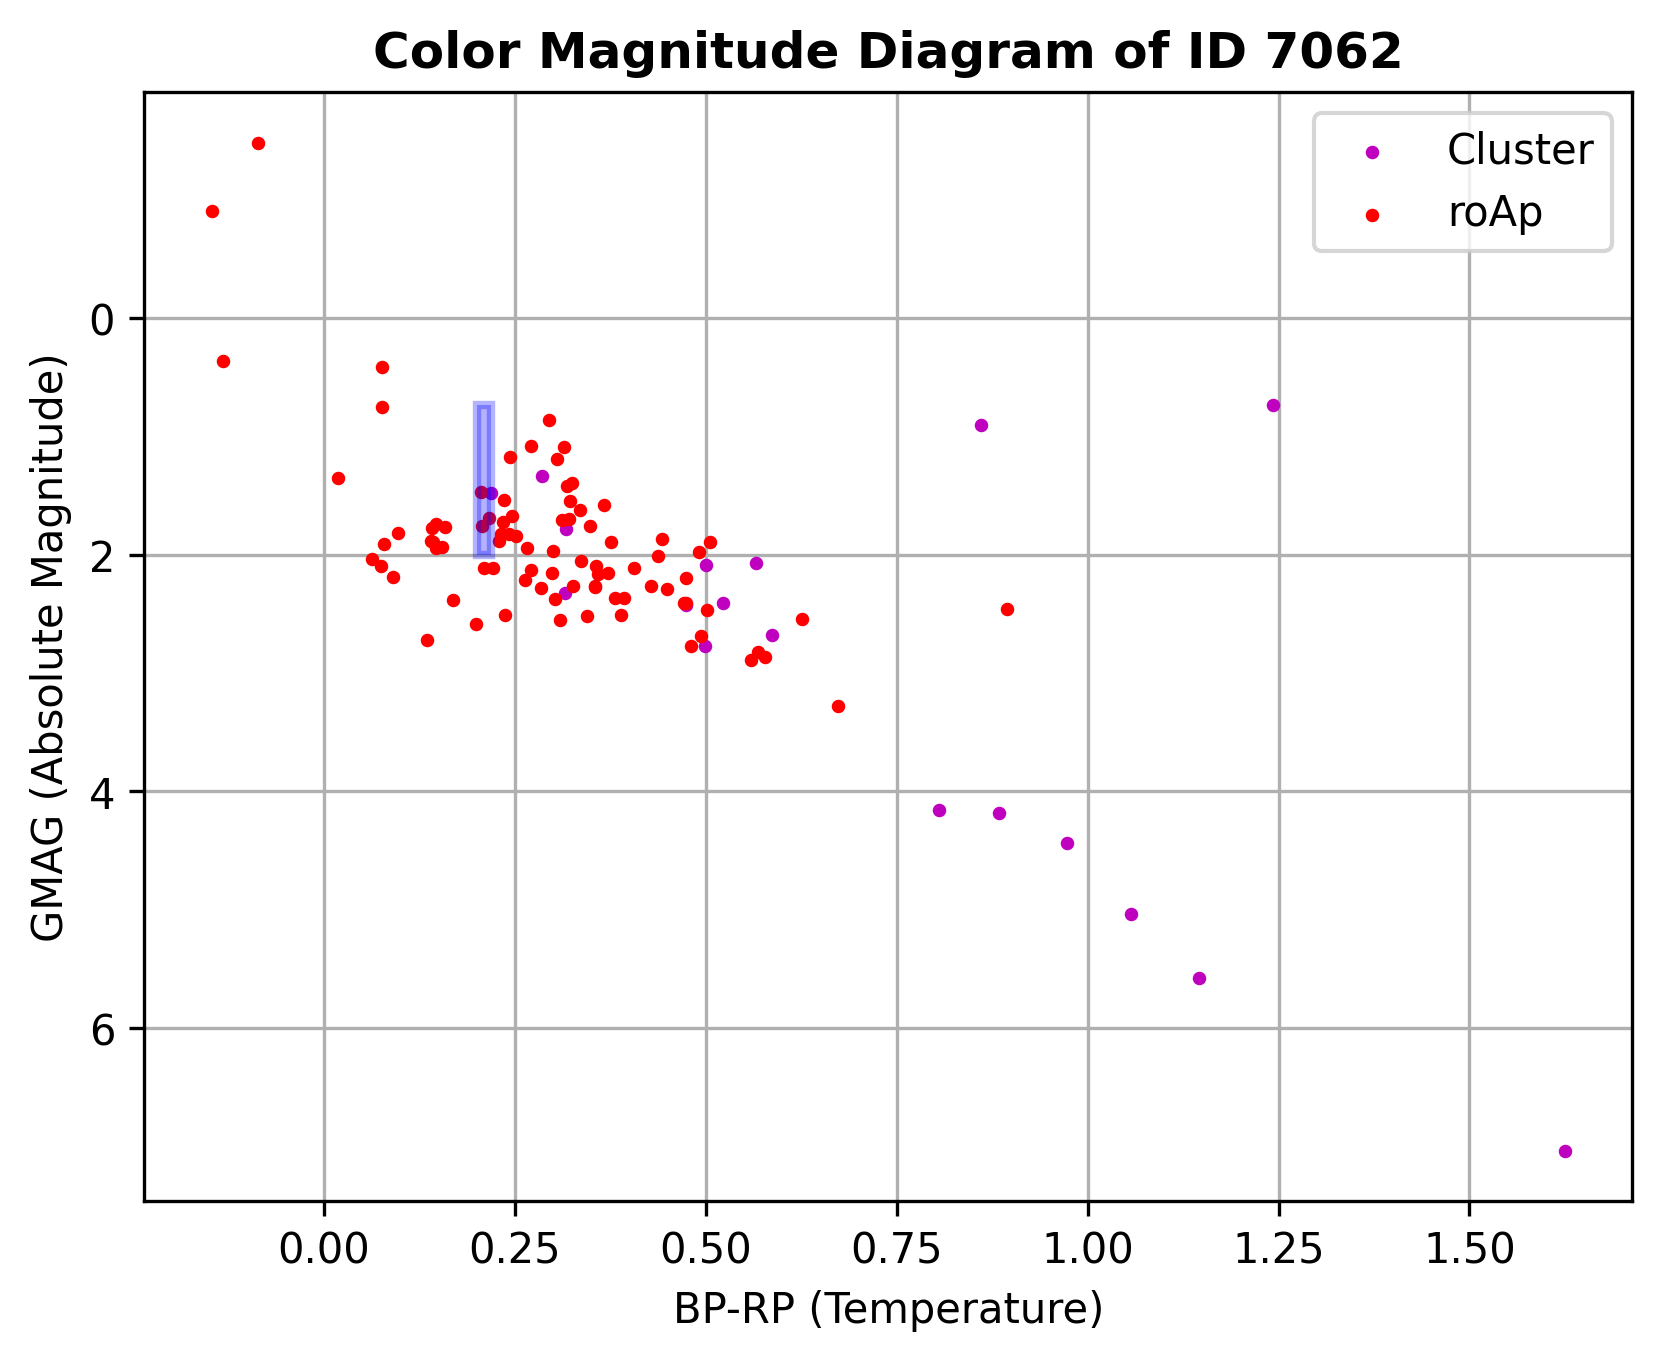 Color Magnitude Diagram of ID 7062
Cluster
roAp
GMAG (Absolute Magnitude)
0
2
4
6
0.00 0.25 0.50 0.75 1.00 1.25 1.50
BP-RP (Temperature)